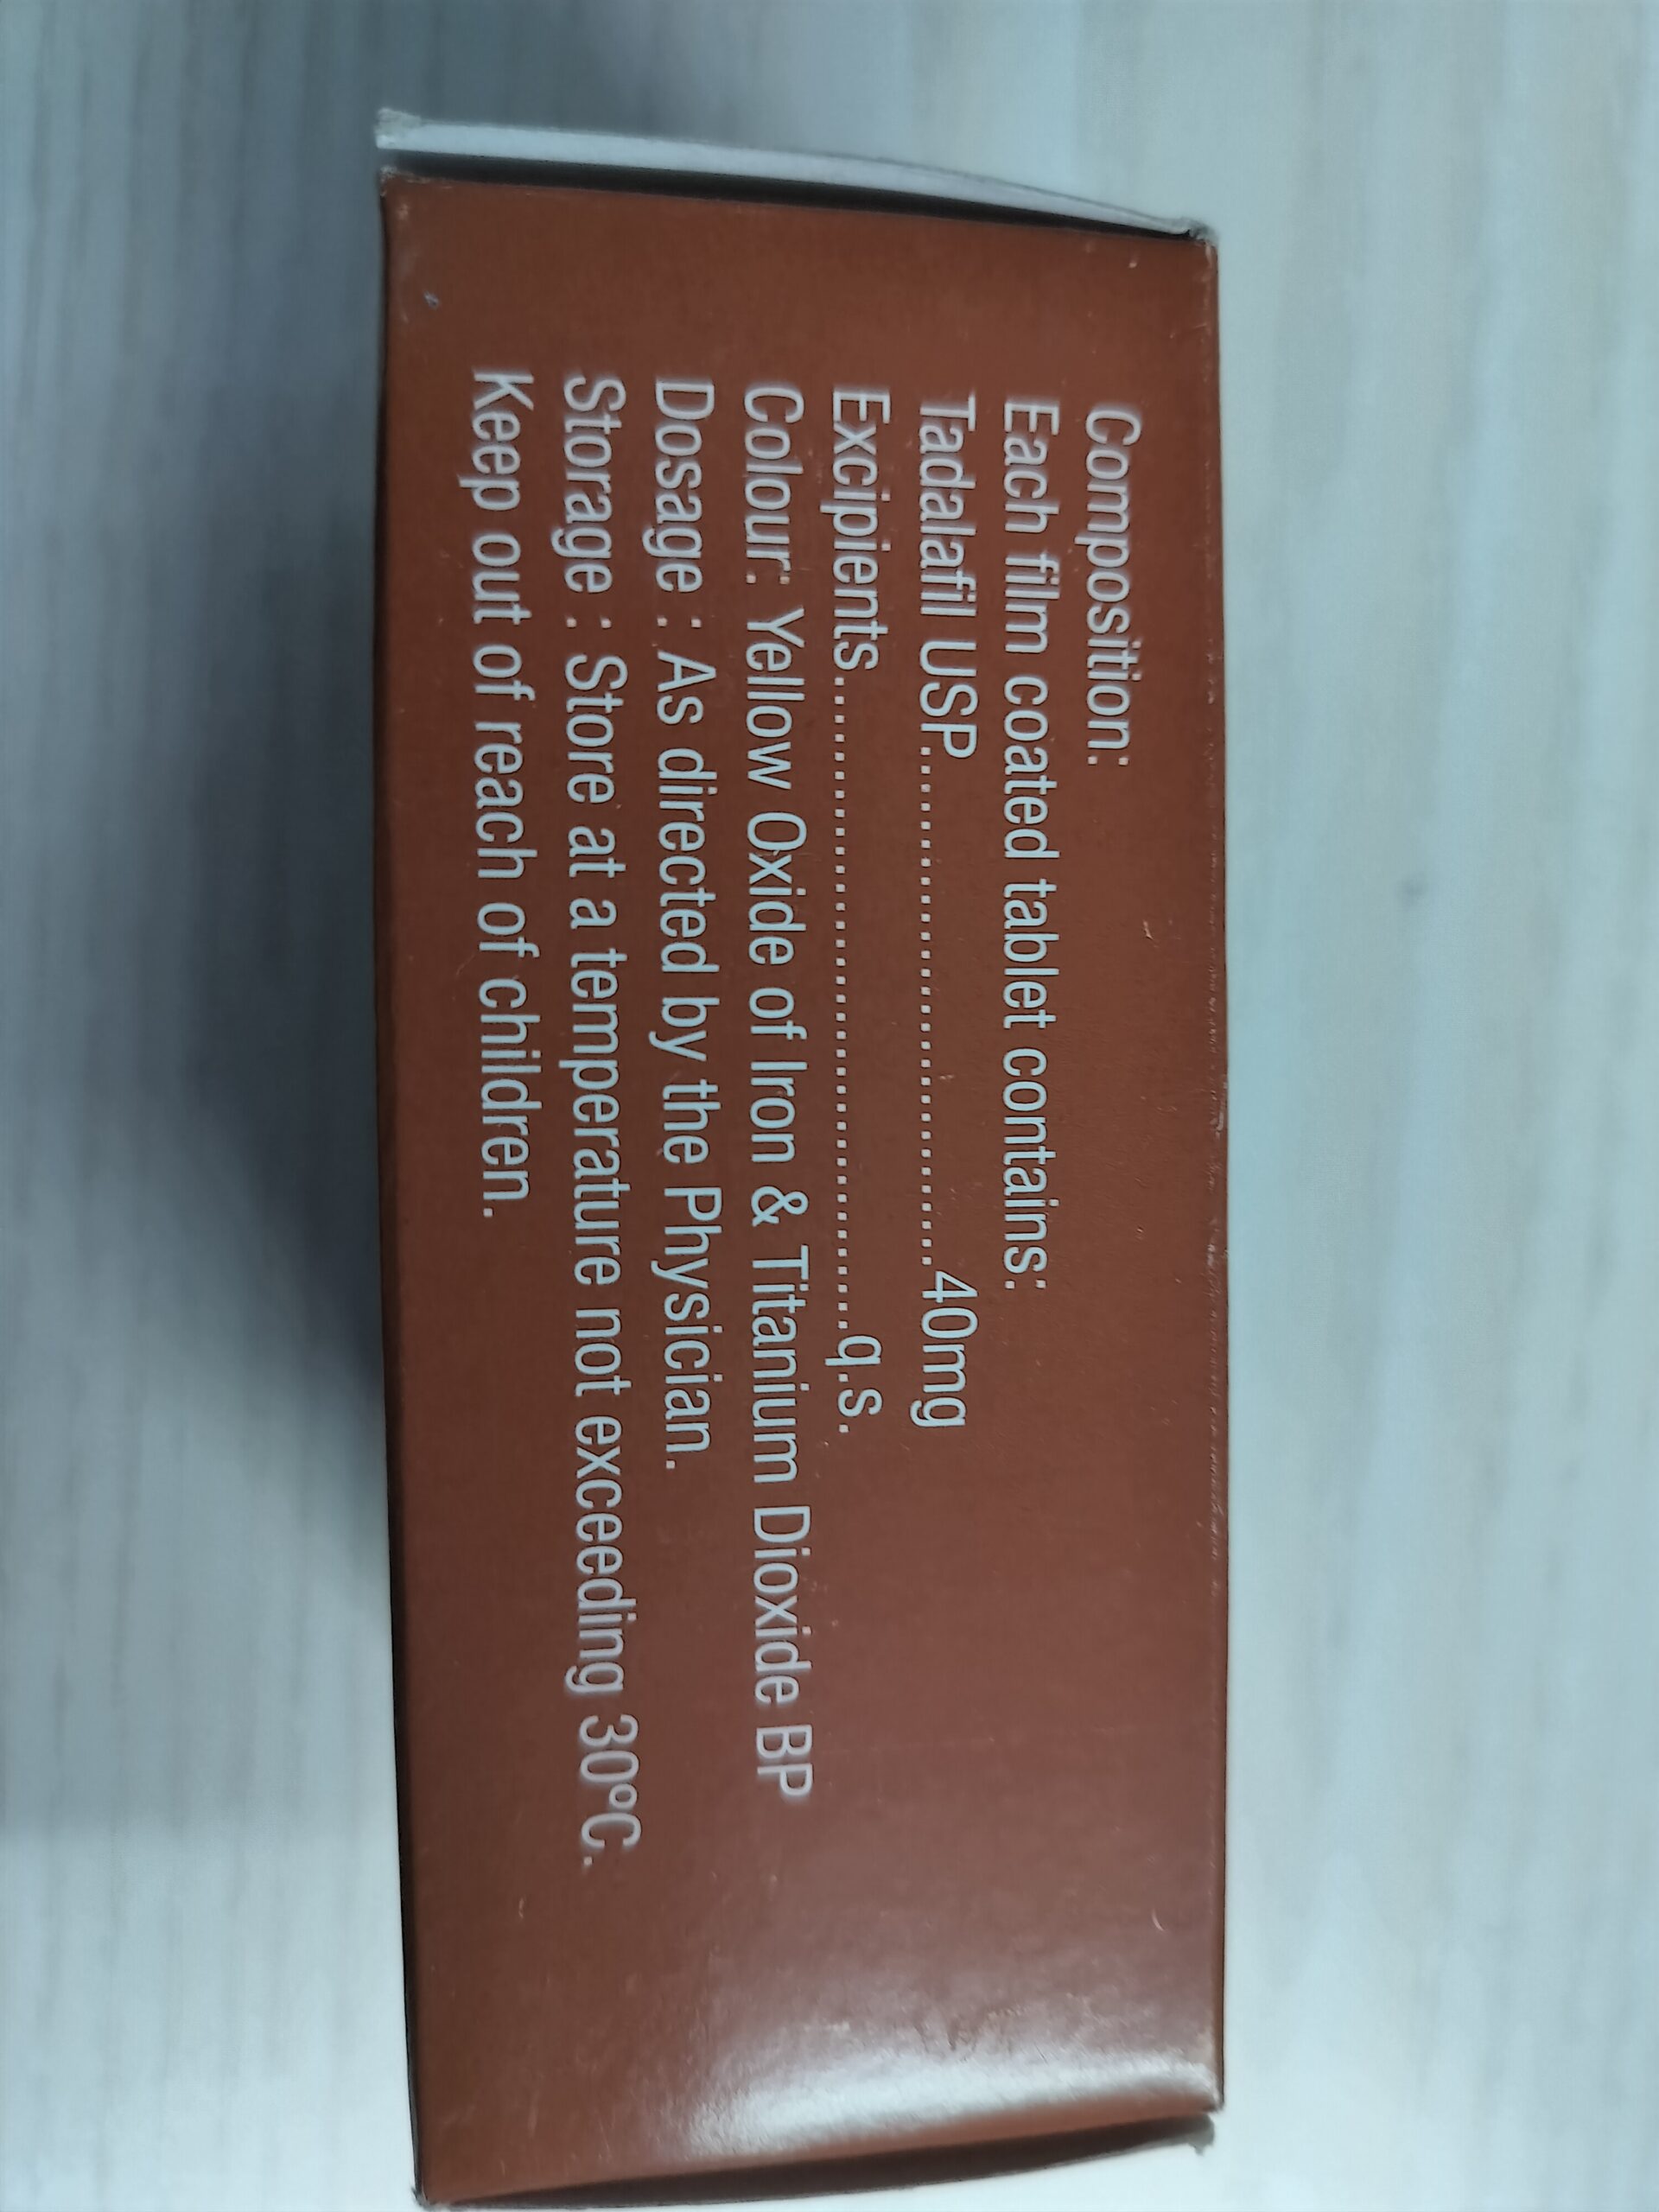 Composition:
Each film coated tablet contains:
Tadalafil USP.......................................40mg
Excipients.................................................q.s.
Colour: Yellow Oxide of Iron & Titanium Dioxide BP
Dosage : As directed by the Physician.
Storage : Store at a temperature not exceeding 30ºC.
Keep out of reach of children.